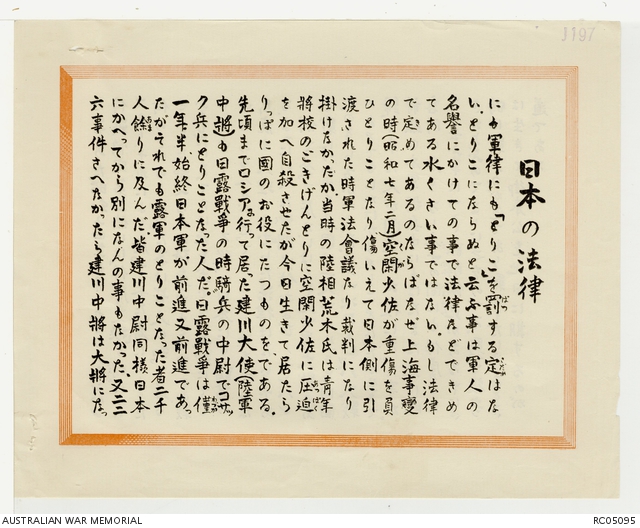 J197
日本の法律
にも軍律にも「とりこ」を罰する定はな
い。とりこにならぬと云ふ事は軍人の
名譽にかけての事で法律などできめ
てある水くさい事ではない。もし法律
で定めてあるのならばなぜ上海事變
の時(昭和七年二月)空閑少佐が重傷を負
ひとりことなり、傷いえて日本側に引
渡された時軍法會議なり裁判になり
掛けなかったか。当時の陸相荒木氏は青年
將校のごきげんとりに空閑少佐に圧迫
を加へ自殺させたが今日生きて居たら
りっぱに國のお役にたつものを、である。
先頃までロシアに行って居た建川大使陸軍
中將も日露戰爭の時騎兵の中尉でコサッ
ク兵にとりことなった人だ。日露戰爭は僅
一年半、始終日本軍が前進又前進であっ
たがそれでも露軍のとりことなった者二千
人餘りに及んだ。皆建川中尉同様日本
にかへってから別になんの事もなかった。又二三
六事件さへなかったら建川中將は大將になっ
AUSTRALIAN WAR MEMORIAL
RC05095